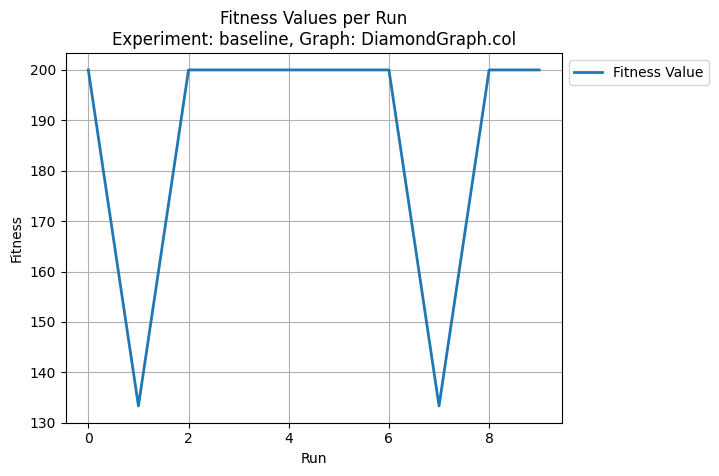 Fitness Values per Run
Experiment: baseline, Graph: DiamondGraph.col
Fitness Value
Fitness
200
190
180
170
160
150
140
130
0 2 4 6 8
Run